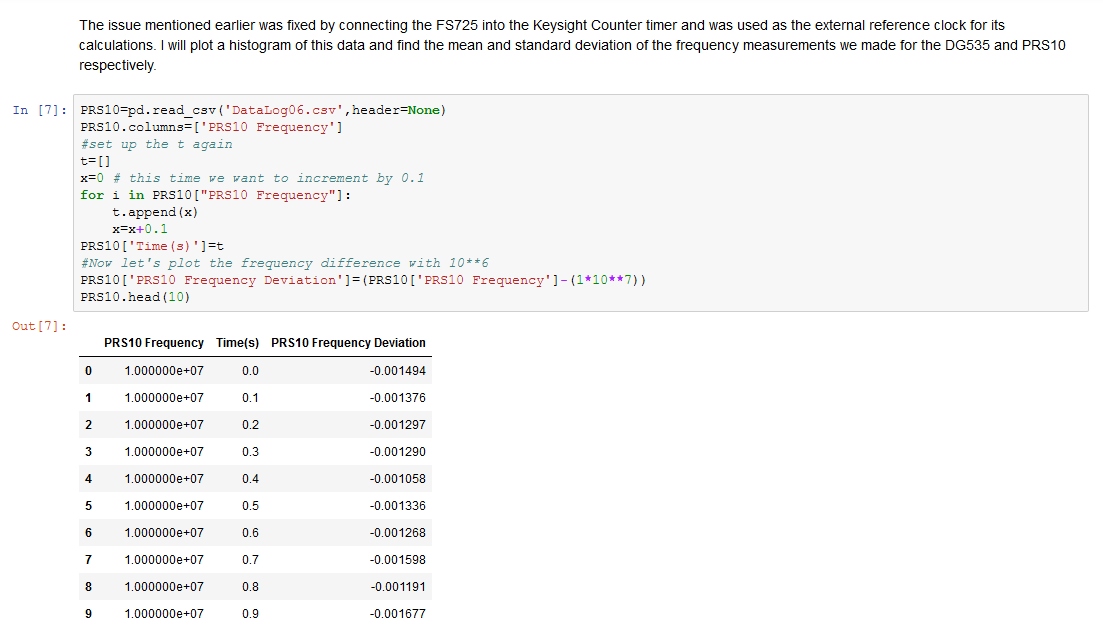 The issue mentioned earlier was fixed by connecting the FS725 into the Keysight Counter timer and was used as the external reference clock for its
calculations. I will plot a histogram of this data and find the mean and standard deviation of the frequency measurements we made for the DG535 and PRS10
respectively.
In [7]: PRS10=pd.read_csv('DataLog06.csv',header=None)
PRS10.columns=['PRS10 Frequency']
#set up the t again
t=[]
x=0 # this time we want to increment by 0.1
for i in PRS10["PRS10 Frequency"]:
    t.append(x)
    x=x+0.1
PRS10['Time(s)']=t
#Now let's plot the frequency difference with 10**6
PRS10['PRS10 Frequency Deviation']=(PRS10['PRS10 Frequency']-(1*10**7))
PRS10.head(10)
Out[7]:
PRS10 Frequency Time(s) PRS10 Frequency Deviation
0 1.000000e+07 0.0 -0.001494
1 1.000000e+07 0.1 -0.001376
2 1.000000e+07 0.2 -0.001297
3 1.000000e+07 0.3 -0.001290
4 1.000000e+07 0.4 -0.001058
5 1.000000e+07 0.5 -0.001336
6 1.000000e+07 0.6 -0.001268
7 1.000000e+07 0.7 -0.001598
8 1.000000e+07 0.8 -0.001191
9 1.000000e+07 0.9 -0.001677